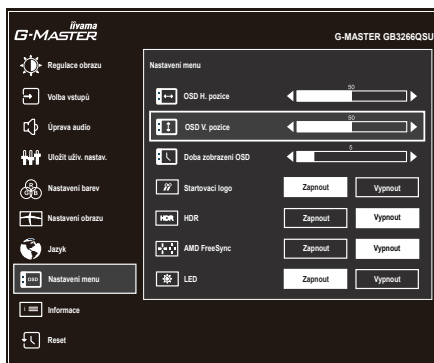 iiyama
G-MASTER
G-MASTER GB3266QSU
Regulace obrazu
Volba vstupů
Úprava audio
Uložit uživ. nastav.
Nastavení barev
R
G B
Nastavení obrazu
Jazyk
OSD Nastavení menu
i Informace
Reset
Nastavení menu
OSD H. pozice 50
OSD V. pozice 50
Doba zobrazení OSD 5
Startovací logo Zapnout Vypnout
HDR HDR Zapnout Vypnout
AMD FreeSync Zapnout Vypnout
LED Zapnout Vypnout